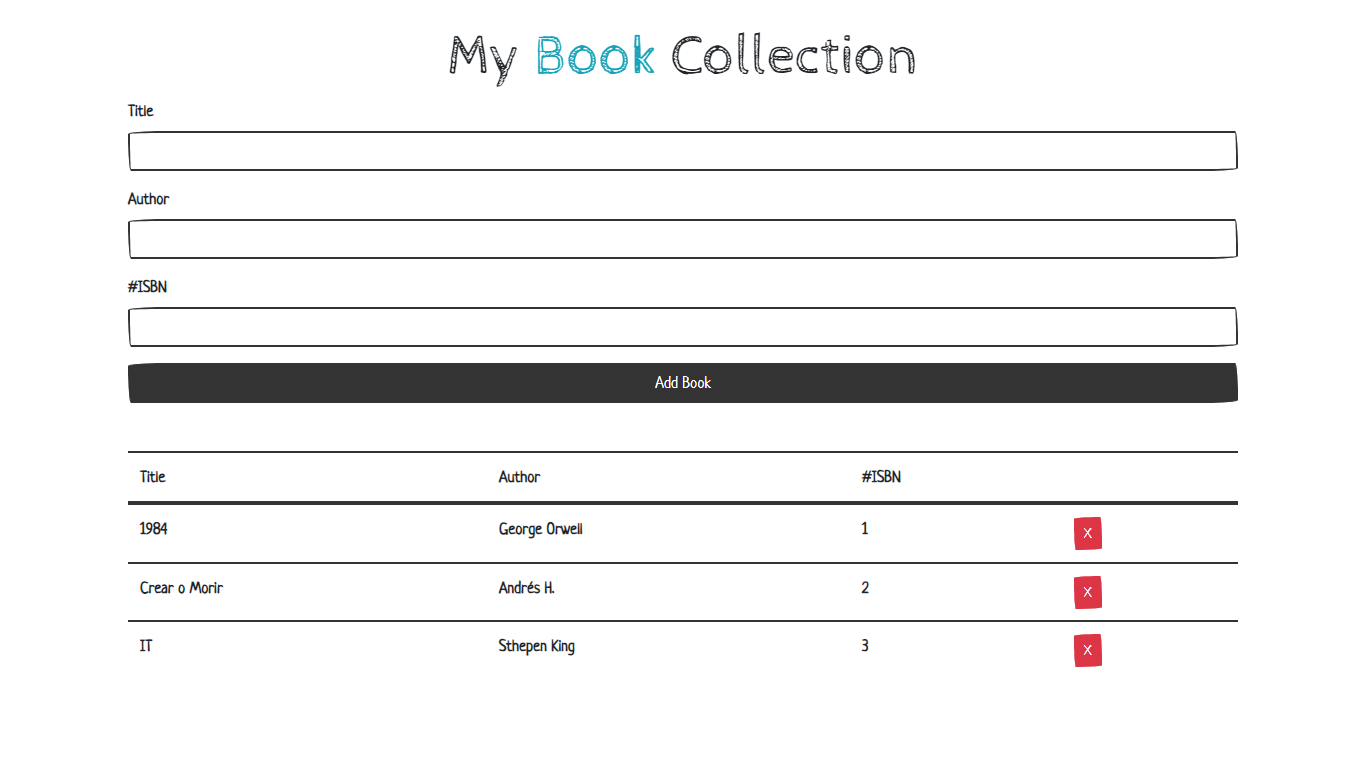 My Book Collection
Title
Author
#ISBN
Add Book
Title Author #ISBN
1984 George Orwell 1 X
Crear o Morir Andrés H. 2 X
IT Sthepen King 3 X